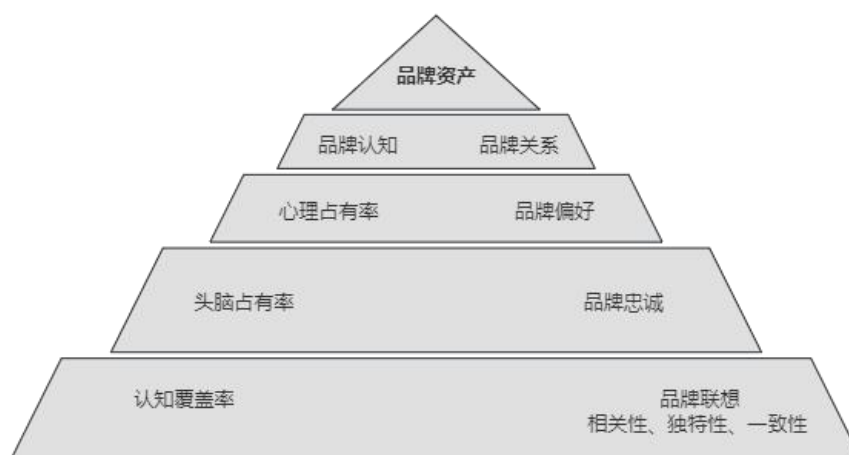 品牌资产
品牌认知 品牌关系
心理占有率 品牌偏好
头脑占有率 品牌忠诚
认知覆盖率 品牌联想
相关性、独特性、一致性